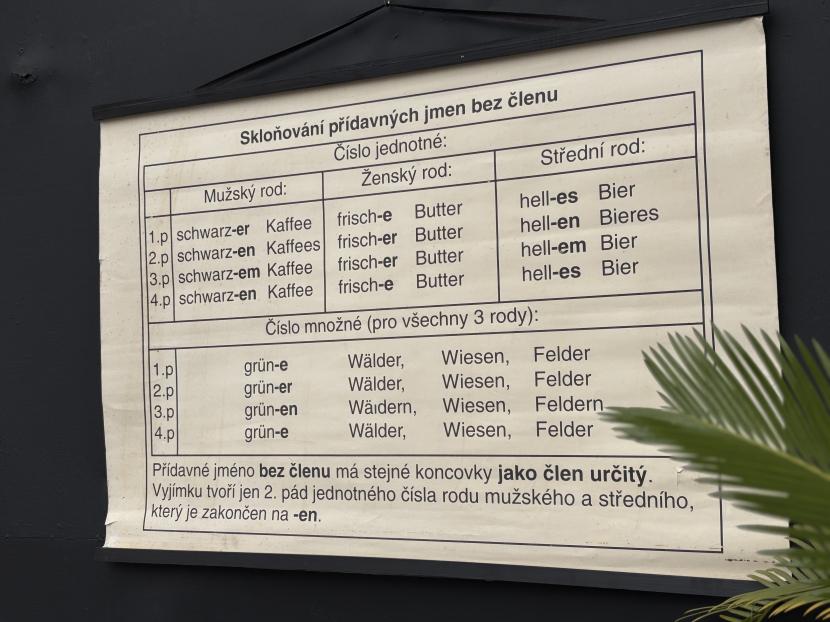 Skloňování přídavných jmen bez členu
Číslo jednotné:
Mužský rod: Ženský rod: Střední rod:
1.p schwarz-er Kaffee frisch-e Butter hell-es Bier
2.p schwarz-en Kaffees frisch-er Butter hell-en Bieres
3.p schwarz-em Kaffee frisch-er Butter hell-em Bier
4.p schwarz-en Kaffee frisch-e Butter hell-es Bier
Číslo množné (pro všechny 3 rody):
1.p grün-e Wälder, Wiesen, Felder
2.p grün-er Wälder, Wiesen, Felder
3.p grün-en Wäıdern, Wiesen, Feldern
4.p grün-e Wälder, Wiesen, Felder
Přídavné jméno bez členu má stejné koncovky jako člen určitý.
Vyjímku tvoří jen 2. pád jednotného čísla rodu mužského a středního,
který je zakončen na -en.